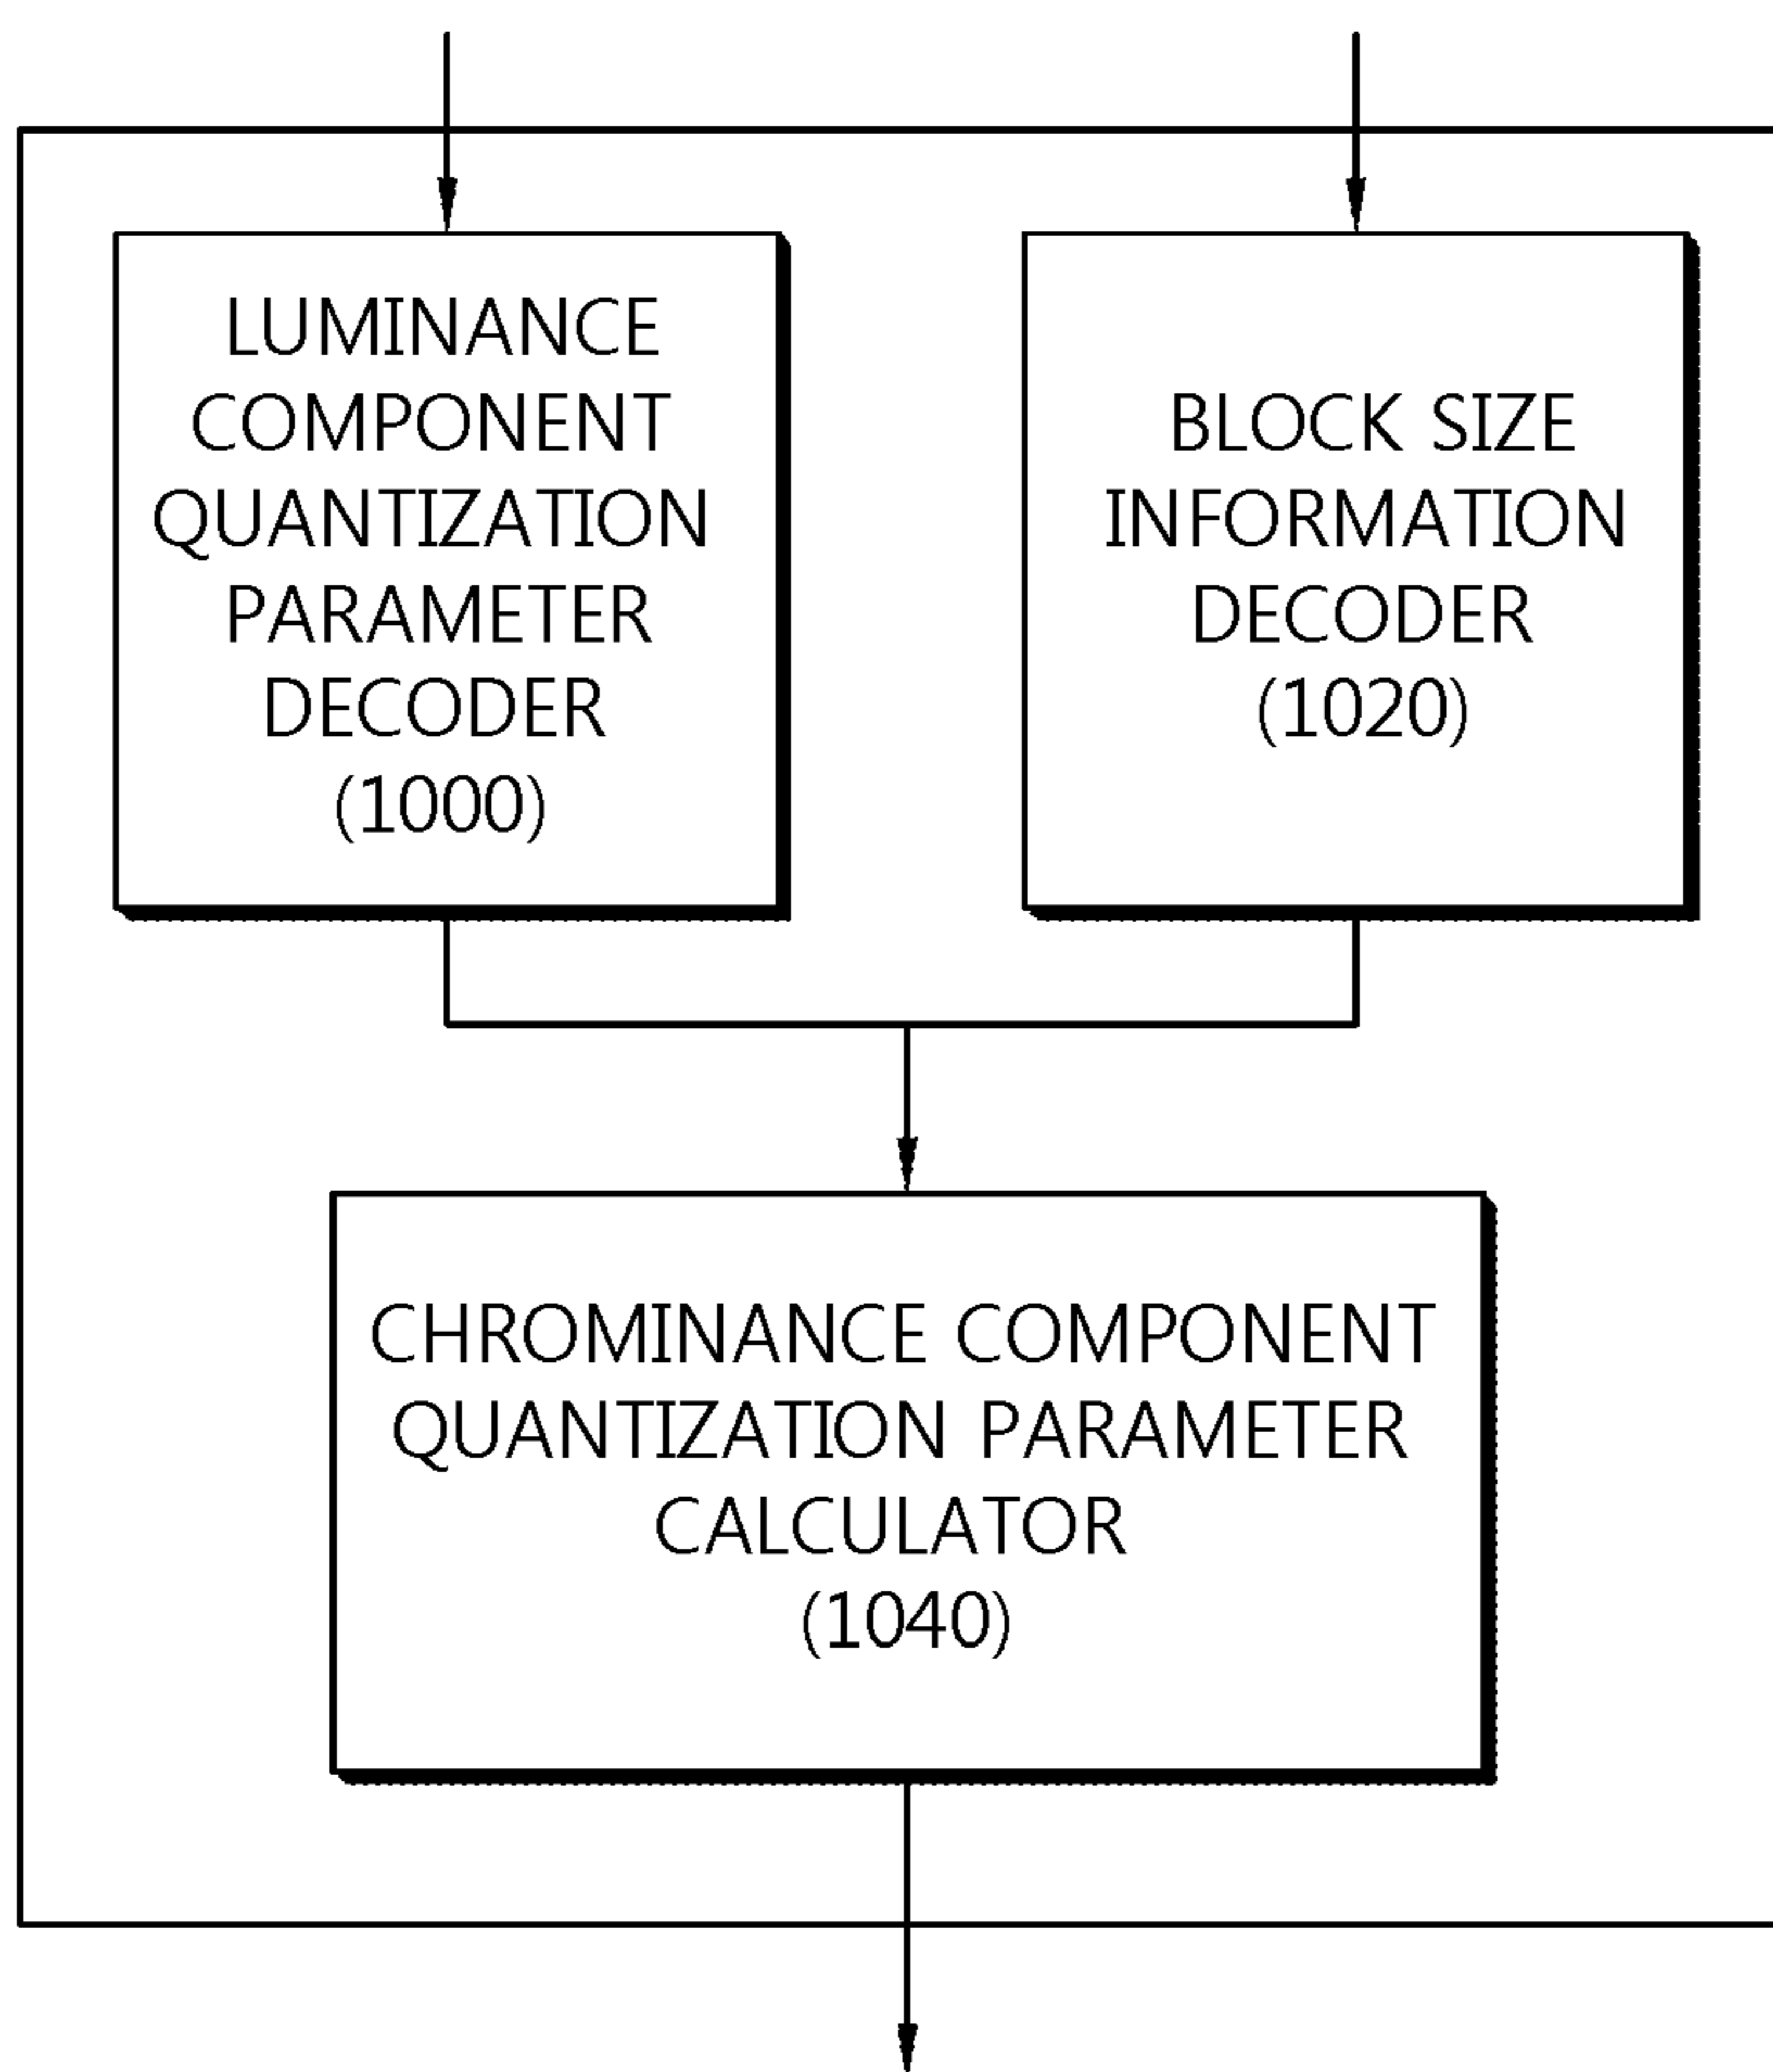 LUMINANCE
COMPONENT
QUANTIZATION
PARAMETER
DECODER
(1000)
BLOCK SIZE
INFORMATION
DECODER
(1020)
CHROMINANCE COMPONENT
QUANTIZATION PARAMETER
CALCULATOR
(1040)